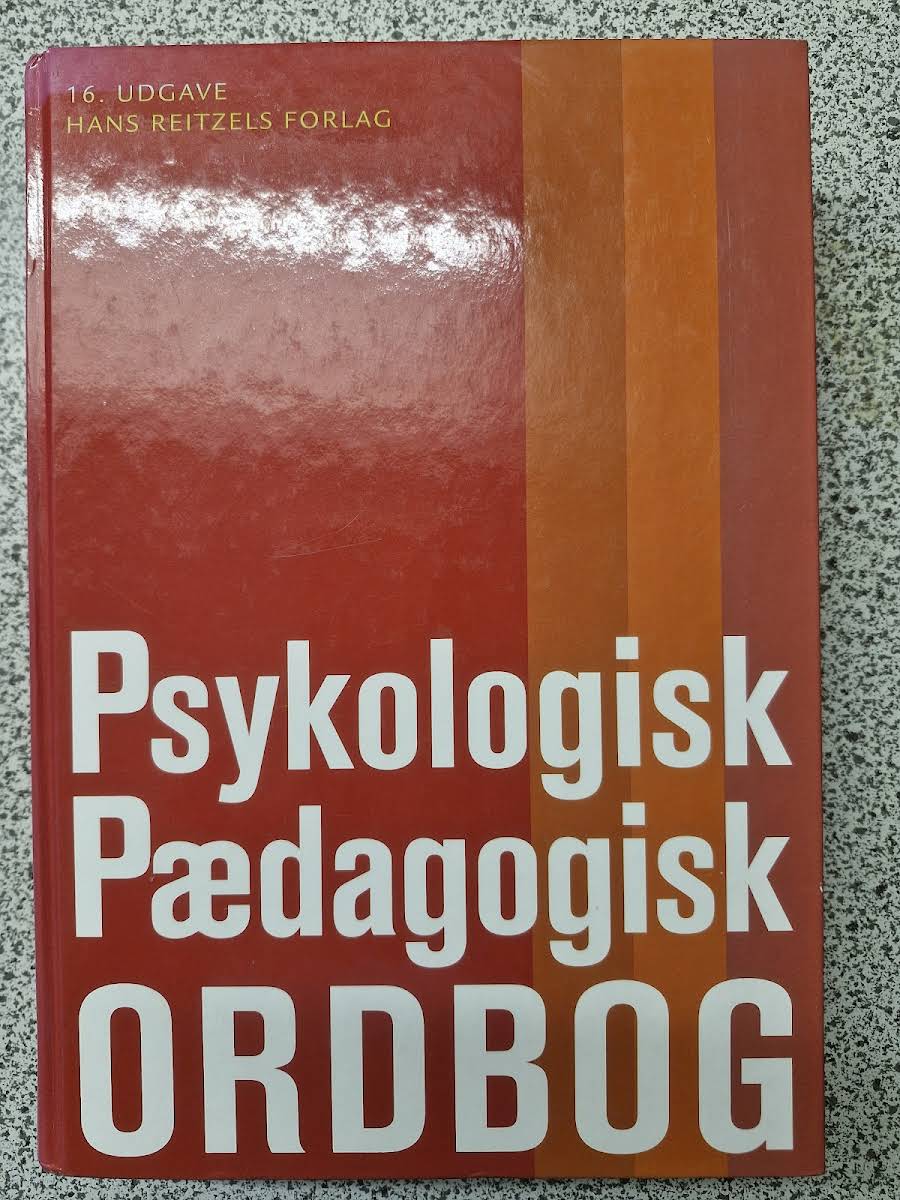 16. UDGAVE
HANS REITZELS FORLAG
Psykologisk
Pædagogisk
ORDBOG